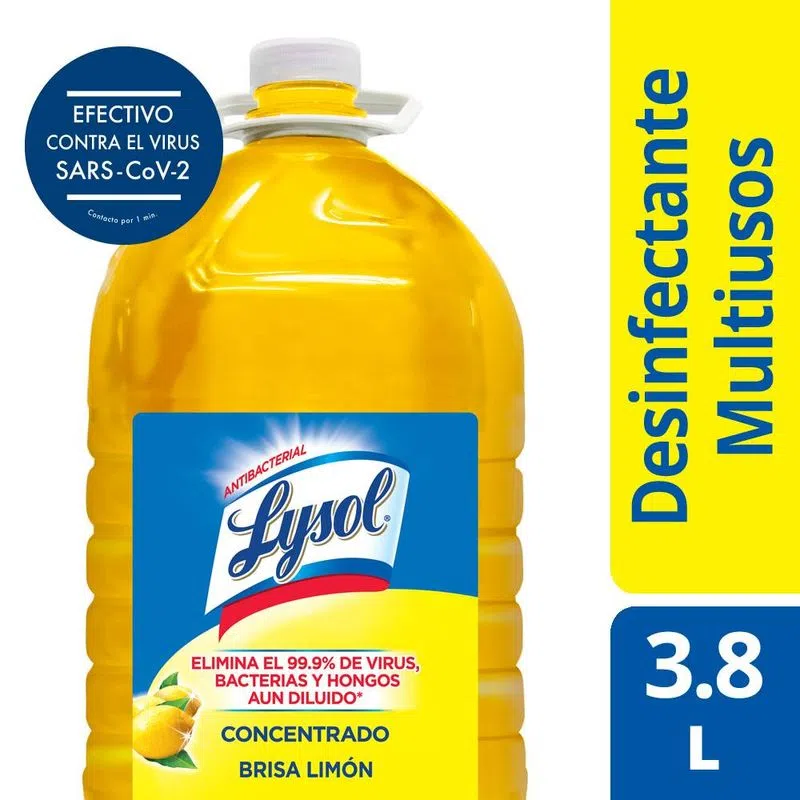 EFECTIVO
CONTRA EL VIRUS
SARS-CoV-2
Contacto por 1 min.
ANTIBACTERIAL
Lysol®
ELIMINA EL 99.9% DE VIRUS,
BACTERIAS Y HONGOS
AUN DILUIDO*
CONCENTRADO
BRISA LIMÓN
Desinfectante
Multiusos
3.8
L